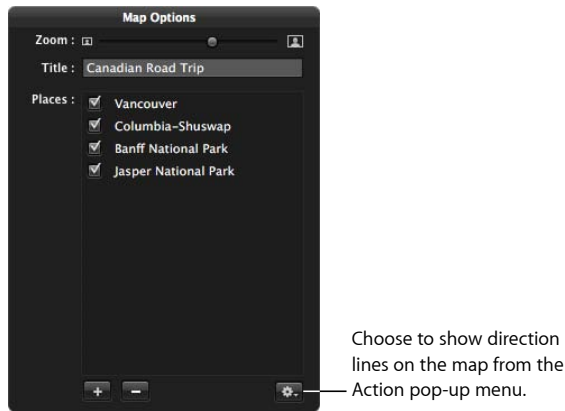 Map Options
Zoom :
Title : Canadian Road Trip
Places : Vancouver
Columbia-Shuswap
Banff National Park
Jasper National Park
Choose to show direction
lines on the map from the
Action pop-up menu.